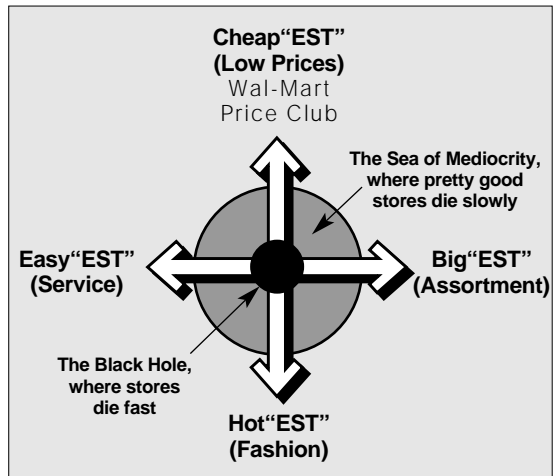 Cheap“EST”
(Low Prices)
Wal-Mart
Price Club
The Sea of Mediocrity,
where pretty good
stores die slowly
Easy“EST”
(Service)
Big“EST”
(Assortment)
The Black Hole,
where stores
die fast
Hot“EST”
(Fashion)